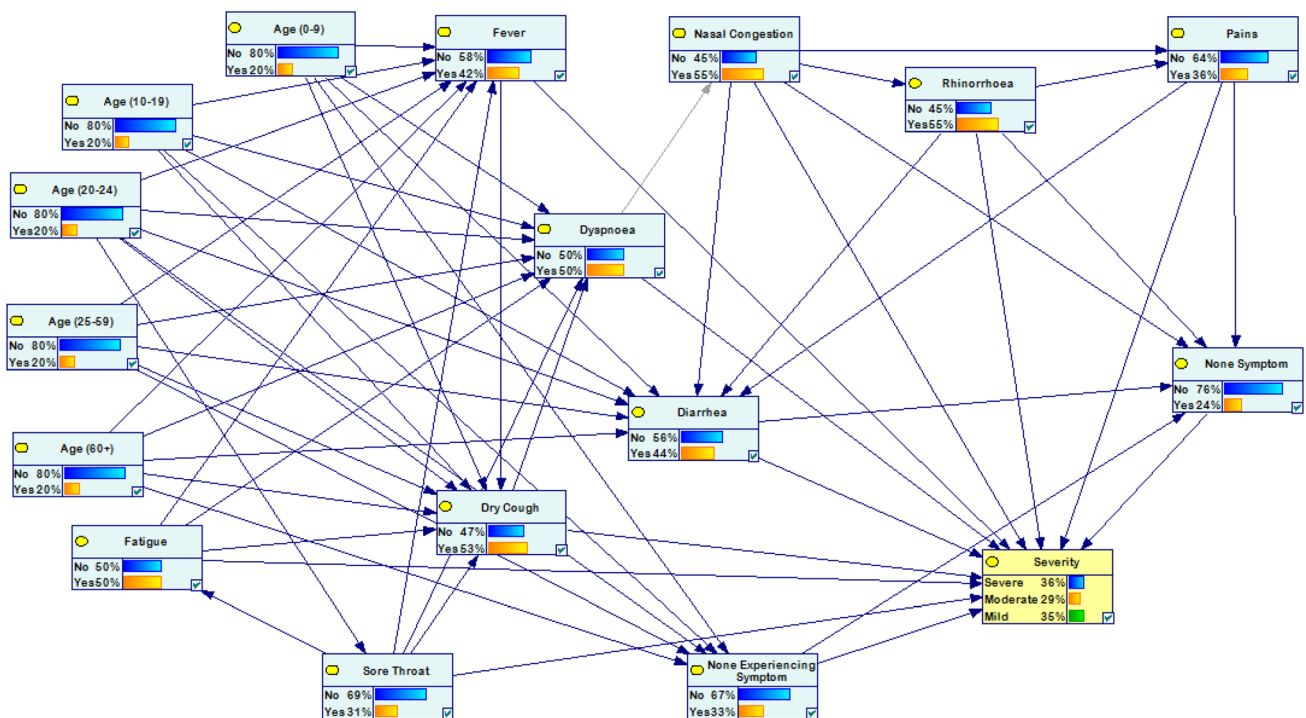 Age (0-9)
No 80%
Yes 20%
Fever
No 58%
Yes 42%
Nasal Congestion
No 45%
Yes 55%
Pains
No 64%
Yes 36%
Rhinorrhoea
No 45%
Yes 55%
Age (10-19)
No 80%
Yes 20%
Age (20-24)
No 80%
Yes 20%
Dyspnoea
No 50%
Yes 50%
Age (25-59)
No 80%
Yes 20%
None Symptom
No 76%
Yes 24%
Diarrhea
No 56%
Yes 44%
Age (60+)
No 80%
Yes 20%
Dry Cough
No 47%
Yes 53%
Fatigue
No 50%
Yes 50%
Severity
Severe 36%
Moderate 29%
Mild 35%
Sore Throat
No 69%
Yes 31%
None Experiencing
Symptom
No 67%
Yes 33%